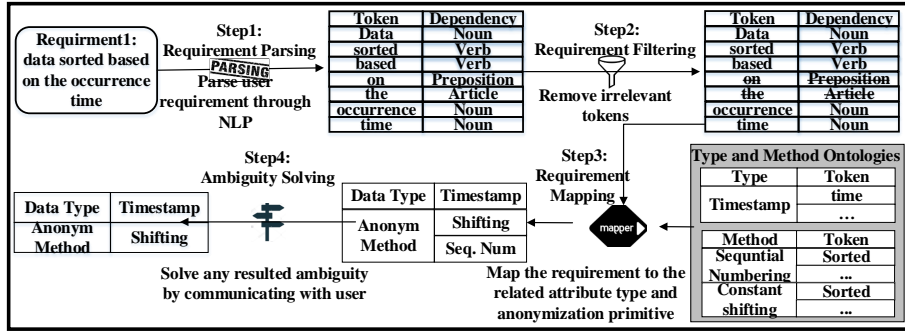 Requirment1:
data sorted based
on the occurrence
time
Step1:
Requirement Parsing
PARSING
Parse user
requirement through
NLP
Token Dependency
Data Noun
sorted Verb
based Verb
on Preposition
the Article
occurrence Noun
time Noun
Step2:
Requirement Filtering
Remove irrelevant
tokens
Token Dependency
Data Noun
sorted Verb
based Verb
on Preposition
the Article
occurrence Noun
time Noun
Type and Method Ontologies
Type Token
Timestamp time
...
Method Token
Sequntial
Numbering Sorted
...
Constant
shifting Sorted
...
Step3:
Requirement
Mapping
mapper
Map the requirement to the
related attribute type and
anonymization primitive
Data Type Timestamp
Anonym
Method Shifting
Seq. Num
Step4:
Ambiguity Solving
Solve any resulted ambiguity
by communicating with user
Data Type Timestamp
Anonym
Method Shifting